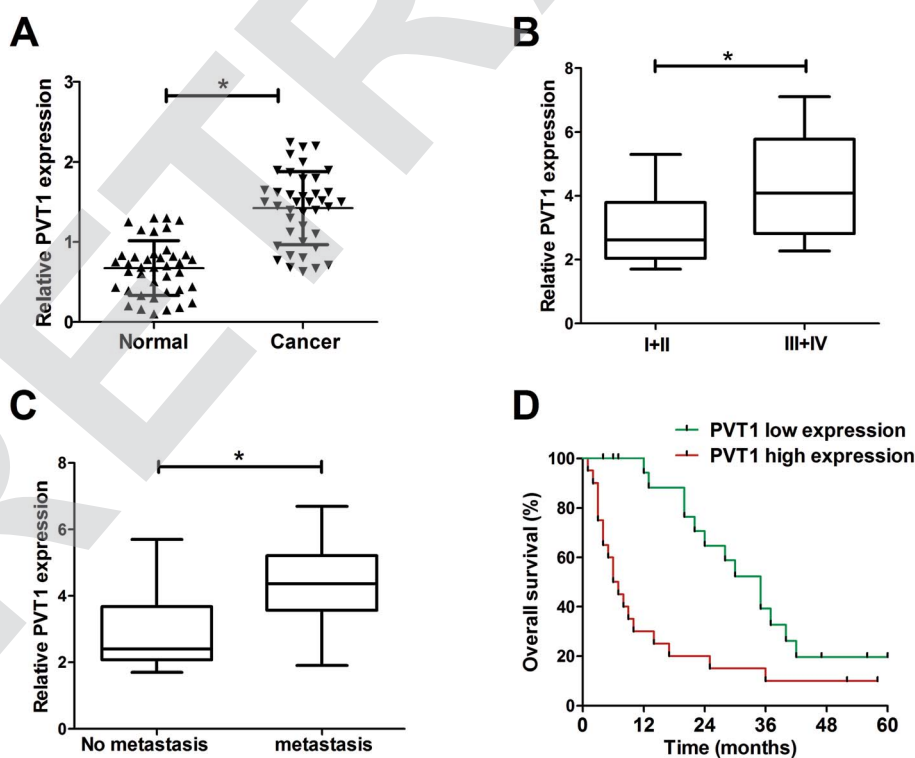 A
Relative PVT1 expression
3
2
1
0
*
Normal
Cancer
B
Relative PVT1 expression
8
6
4
2
0
*
I+II
III+IV
C
Relative PVT1 expression
8
6
4
2
0
*
No metastasis
metastasis
D
PVT1 low expression
PVT1 high expression
Overall survival (%)
100
80
60
40
20
0
0
12
24
36
48
60
Time (months)
RETRA